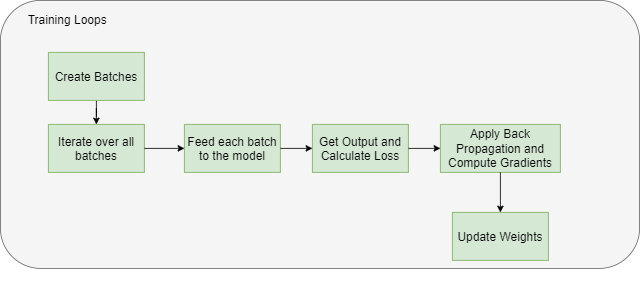 Training Loops
Create Batches
Iterate over all
batches
Feed each batch
to the model
Get Output and
Calculate Loss
Apply Back
Propagation and
Compute Gradients
Update Weights